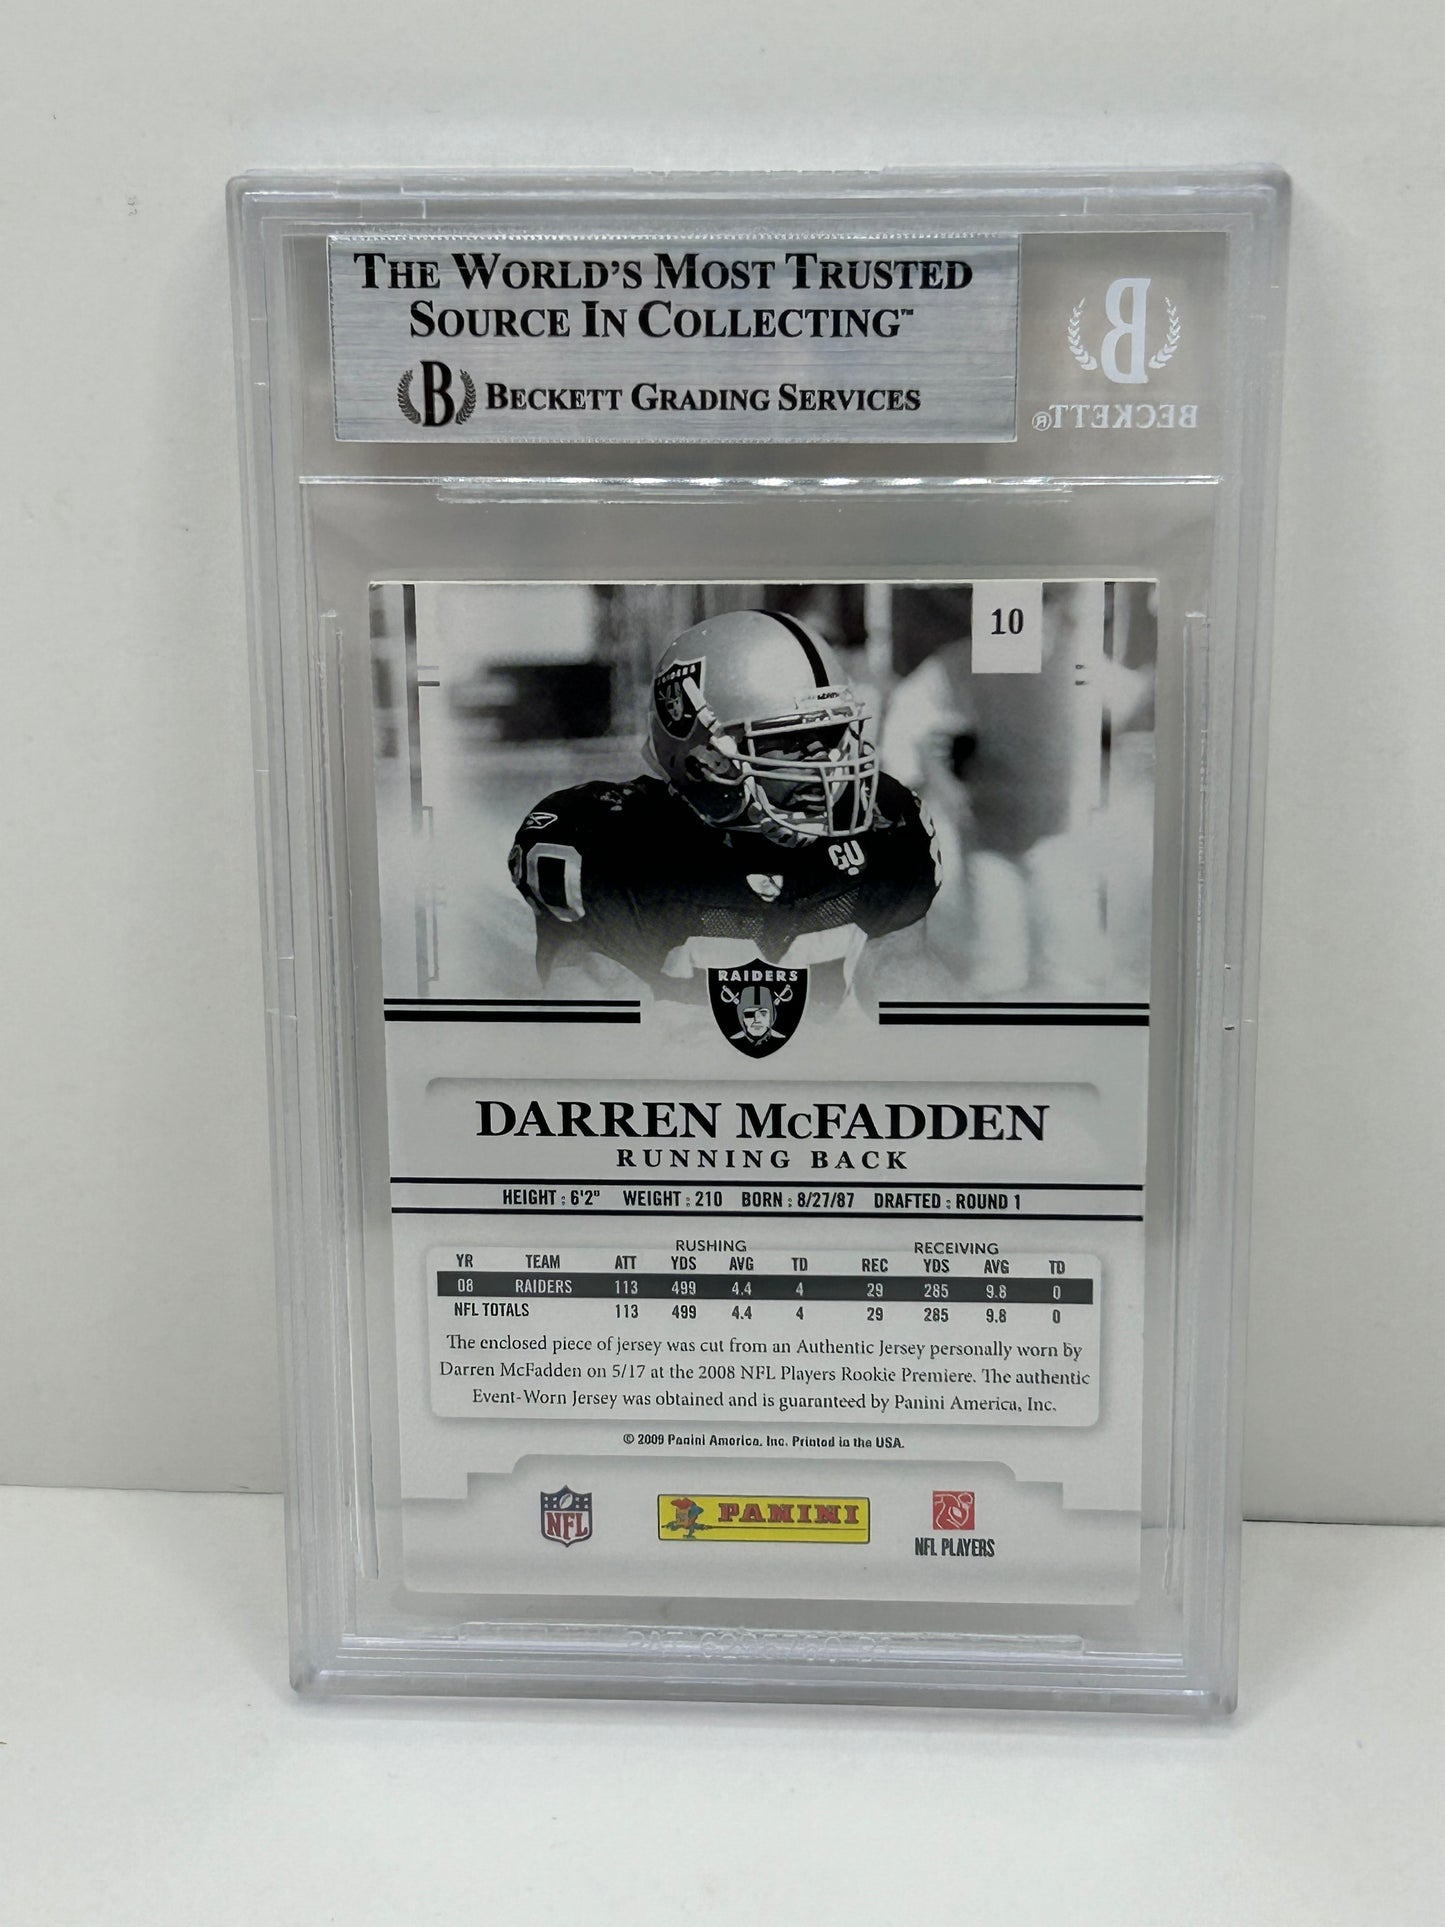 THE WORLD'S MOST TRUSTED
SOURCE IN COLLECTING™
B BECKETT GRADING SERVICES
B
BECKETT®
10
RAIDERS
GU
RAIDERS
DARREN McFADDEN
RUNNING BACK
HEIGHT : 6'2" WEIGHT : 210 BORN : 8/27/87 DRAFTED : ROUND 1
RUSHING RECEIVING
YR TEAM ATT YDS AVG TD REC YDS AVG TD
08 RAIDERS 113 499 4.4 4 29 285 9.8 0
NFL TOTALS 113 499 4.4 4 29 285 9.8 0
The enclosed piece of jersey was cut from an Authentic Jersey personally worn by
Darren McFadden on 5/17 at the 2008 NFL Players Rookie Premiere. The authentic
Event-Worn Jersey was obtained and is guaranteed by Panini America, Inc.
© 2009 Panini America, Inc. Printed in the USA.
NFL PANINI
NFL PLAYERS